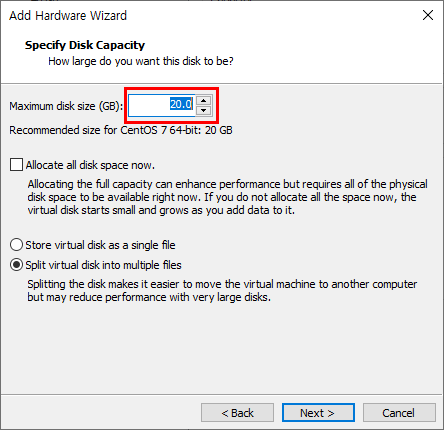 Add Hardware Wizard
Specify Disk Capacity
How large do you want this disk to be?
Maximum disk size (GB): 20.0
Recommended size for CentOS 7 64-bit: 20 GB
Allocate all disk space now.
Allocating the full capacity can enhance performance but requires all of the physical
disk space to be available right now. If you do not allocate all the space now, the
virtual disk starts small and grows as you add data to it.
Store virtual disk as a single file
Split virtual disk into multiple files
Splitting the disk makes it easier to move the virtual machine to another computer
but may reduce performance with very large disks.
< Back Next > Cancel